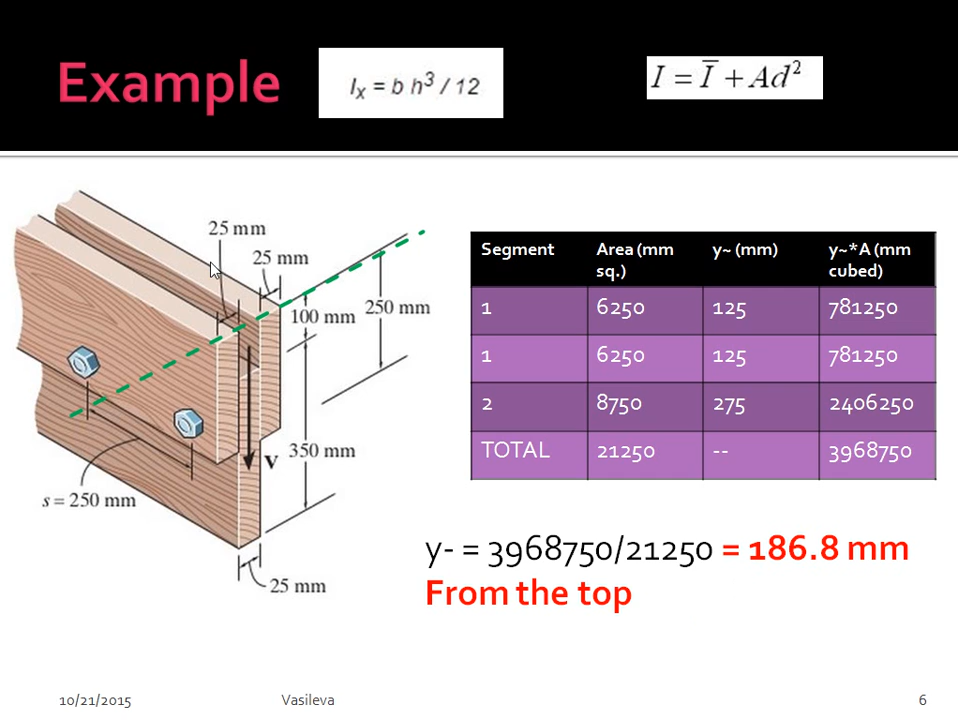 Example
Iₓ = b h³ / 12
I = Ī + Ad²
25 mm
25 mm
100 mm
250 mm
350 mm
V
s = 250 mm
25 mm
Segment Area (mm sq.) y~ (mm) y~*A (mm cubed)
1 6250 125 781250
1 6250 125 781250
2 8750 275 2406250
TOTAL 21250 -- 3968750
y- = 3968750/21250 = 186.8 mm
From the top
10/21/2015 Vasileva 6